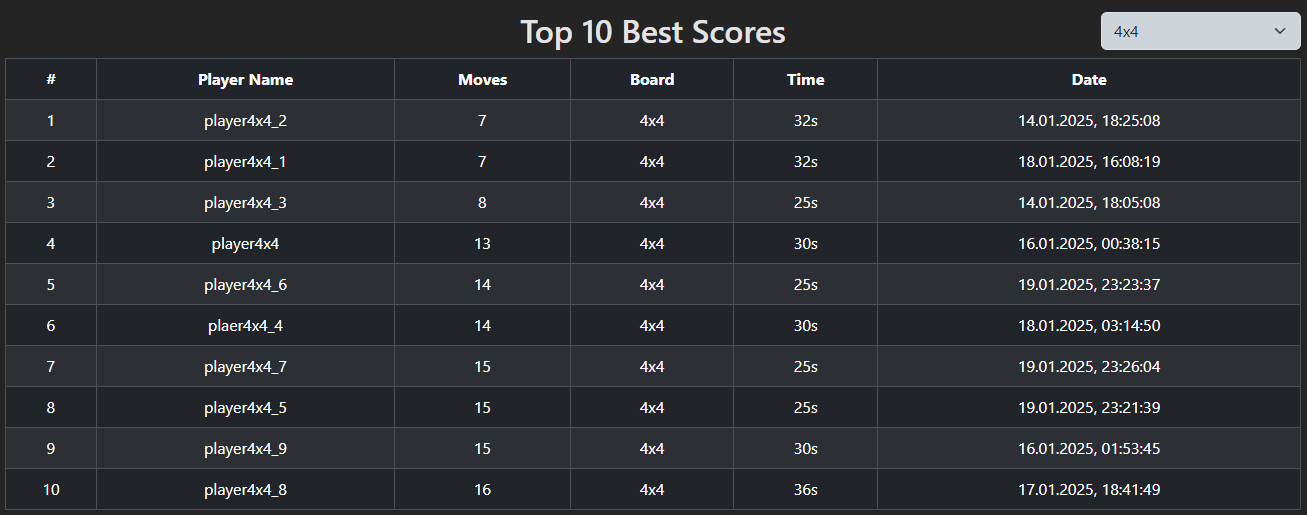 Top 10 Best Scores
4x4
# Player Name Moves Board Time Date
1 player4x4_2 7 4x4 32s 14.01.2025, 18:25:08
2 player4x4_1 7 4x4 32s 18.01.2025, 16:08:19
3 player4x4_3 8 4x4 25s 14.01.2025, 18:05:08
4 player4x4 13 4x4 30s 16.01.2025, 00:38:15
5 player4x4_6 14 4x4 25s 19.01.2025, 23:23:37
6 plaer4x4_4 14 4x4 30s 18.01.2025, 03:14:50
7 player4x4_7 15 4x4 25s 19.01.2025, 23:26:04
8 player4x4_5 15 4x4 25s 19.01.2025, 23:21:39
9 player4x4_9 15 4x4 30s 16.01.2025, 01:53:45
10 player4x4_8 16 4x4 36s 17.01.2025, 18:41:49